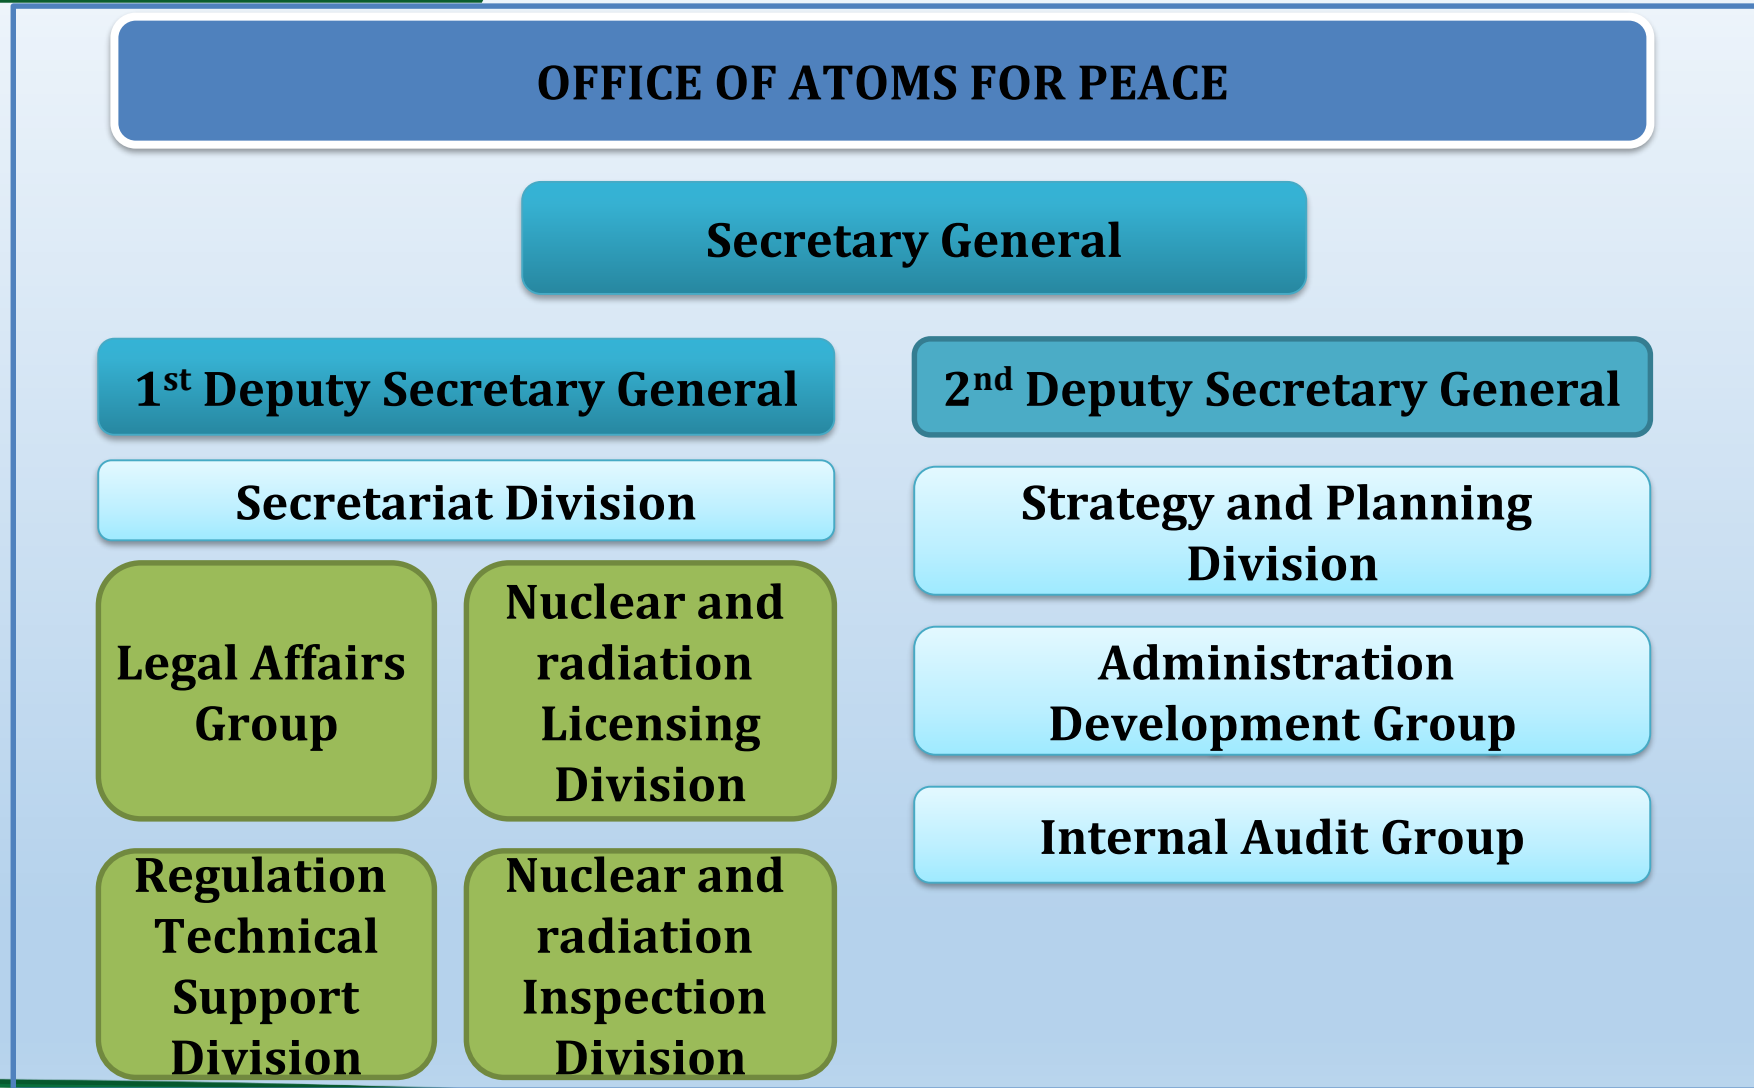 OFFICE OF ATOMS FOR PEACE
Secretary General
1st Deputy Secretary General
2nd Deputy Secretary General
Secretariat Division
Strategy and Planning
Division
Legal Affairs
Group
Nuclear and
radiation
Licensing
Division
Administration
Development Group
Internal Audit Group
Regulation
Technical
Support
Division
Nuclear and
radiation
Inspection
Division